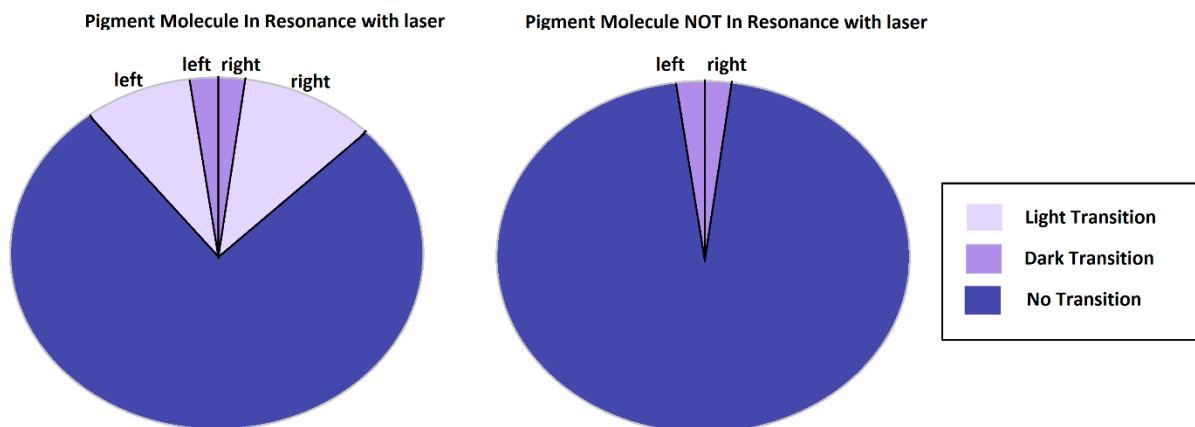 Pigment Molecule In Resonance with laser
left
left
right
right
Pigment Molecule NOT In Resonance with laser
left
right
Light Transition
Dark Transition
No Transition